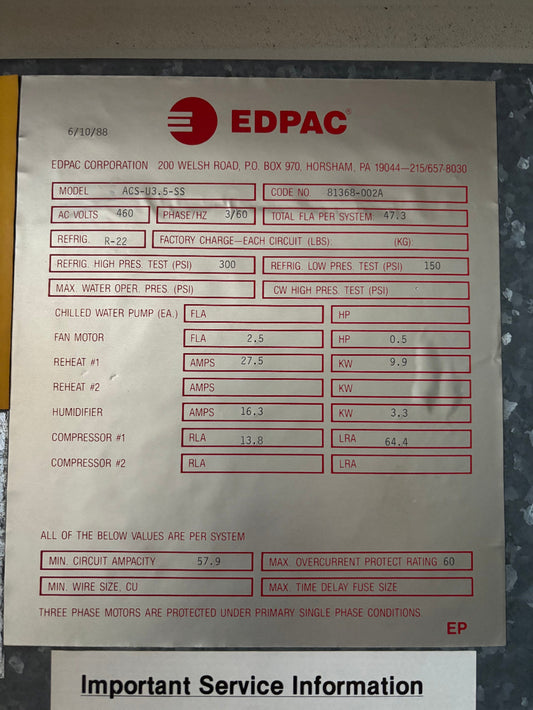 6/10/88
EDPAC®
EDPAC CORPORATION 200 WELSH ROAD, P.O. BOX 970, HORSHAM, PA 19044—215/657-8030
MODEL ACS-U3.5-SS CODE NO. 81368-002A
AC VOLTS 460 PHASE/HZ 3/60 TOTAL FLA PER SYSTEM 47.3
REFRIG. R-22 FACTORY CHARGE—EACH CIRCUIT (LBS): (KG):
REFRIG. HIGH PRES. TEST (PSI) 300 REFRIG. LOW PRES. TEST (PSI) 150
MAX. WATER OPER. PRES. (PSI) CW HIGH PRES. TEST (PSI)
CHILLED WATER PUMP (EA.) FLA HP
FAN MOTOR FLA 2.5 HP 0.5
REHEAT #1 AMPS 27.5 KW 9.9
REHEAT #2 AMPS KW
HUMIDIFIER AMPS 16.3 KW 3.3
COMPRESSOR #1 RLA 13.8 LRA 64.4
COMPRESSOR #2 RLA LRA
ALL OF THE BELOW VALUES ARE PER SYSTEM
MIN. CIRCUIT AMPACITY 57.9 MAX. OVERCURRENT PROTECT RATING 60
MIN. WIRE SIZE, CU MAX. TIME DELAY FUSE SIZE
THREE PHASE MOTORS ARE PROTECTED UNDER PRIMARY SINGLE PHASE CONDITIONS.
EP
Important Service Information